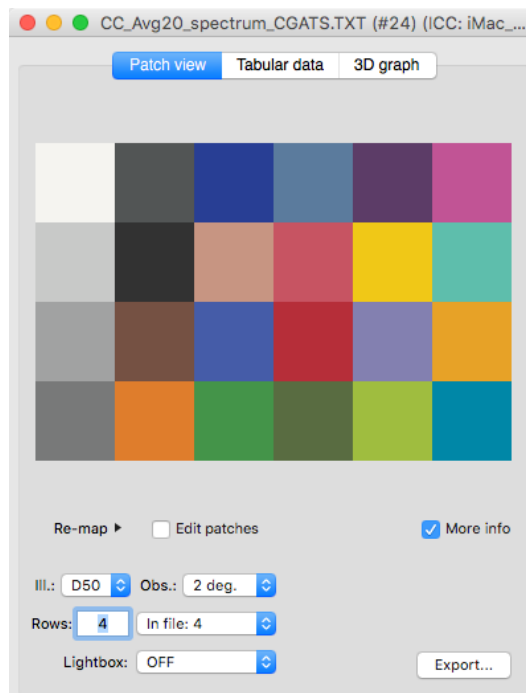 CC_Avg20_spectrum_CGATS.TXT (#24) (ICC: iMac_...
Patch view Tabular data 3D graph
Re-map Edit patches More info
Ill.: D50 Obs.: 2 deg.
Rows: 4 In file: 4
Lightbox: OFF Export...